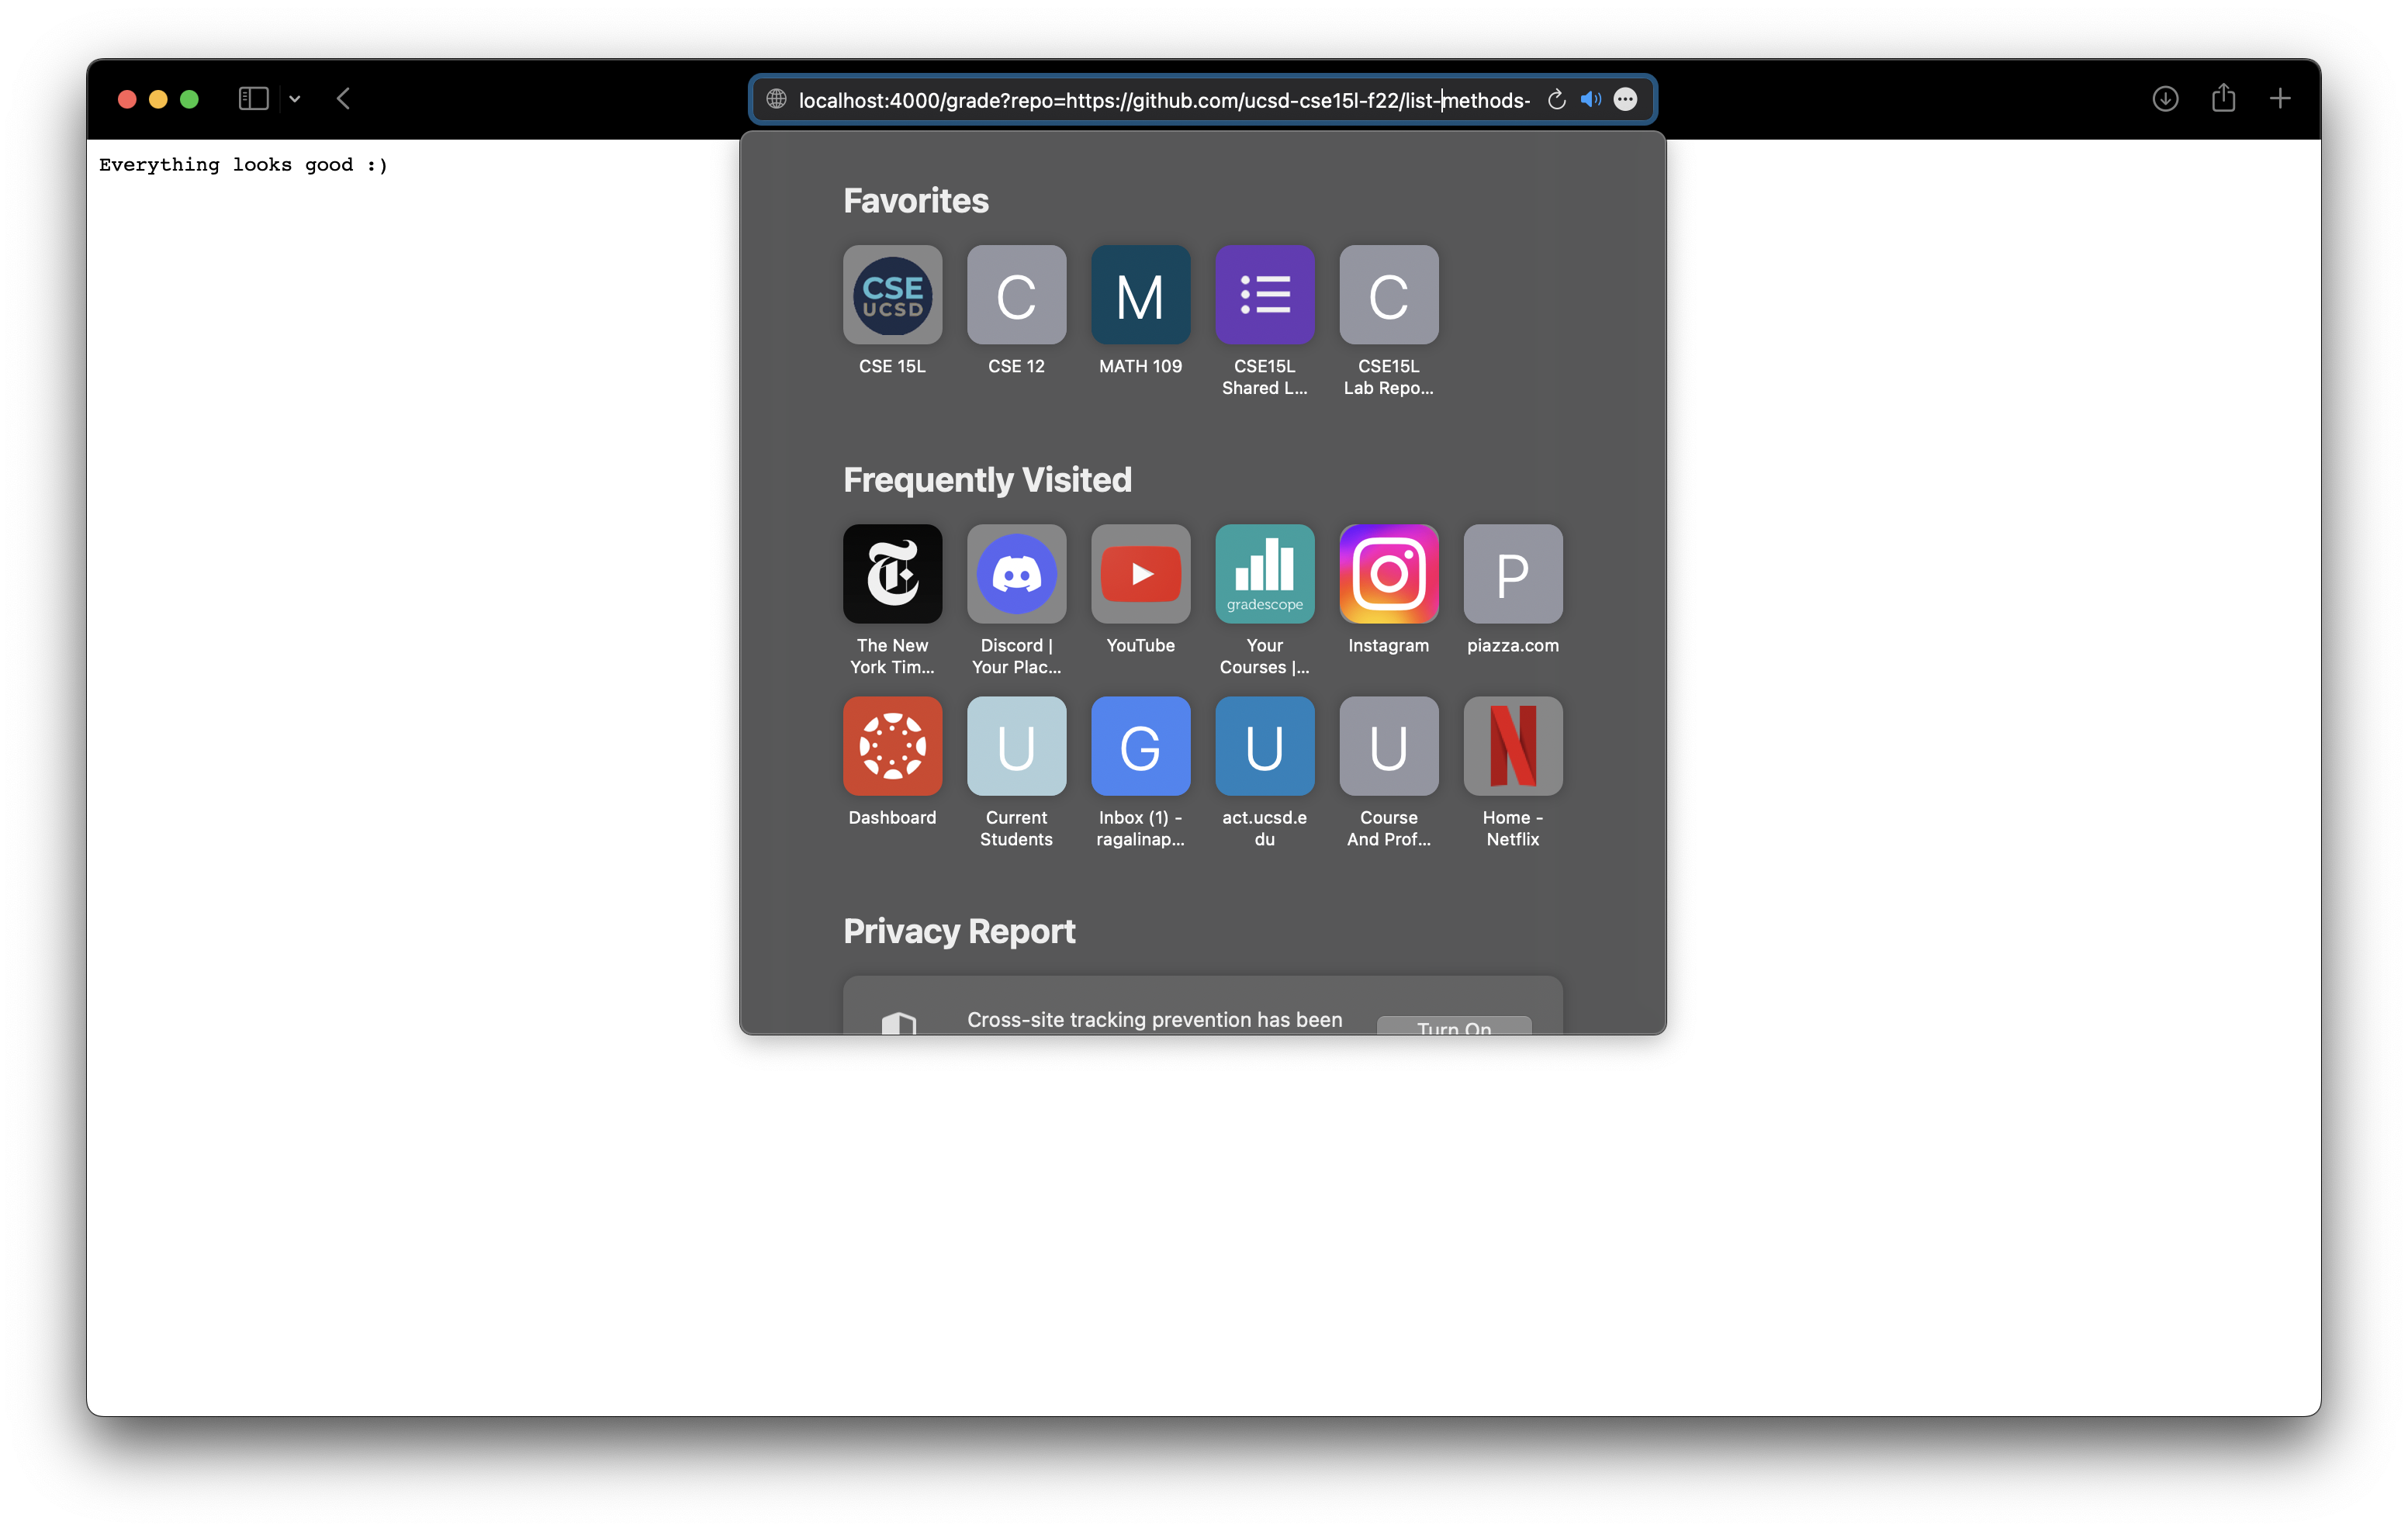 localhost:4000/grade?repo=https://github.com/ucsd-cse15l-f22/list-methods-
Everything looks good :)
Favorites
CSE
UCSD
C
M
C
CSE 15L
CSE 12
MATH 109
CSE15L
Shared L...
CSE15L
Lab Repo...
Frequently Visited
T
gradescope
P
The New
York Tim...
Discord |
Your Plac...
YouTube
Your
Courses |...
Instagram
piazza.com
U
G
U
U
N
Dashboard
Current
Students
Inbox (1) -
ragalinap...
act.ucsd.e
du
Course
And Prof...
Home -
Netflix
Privacy Report
Cross-site tracking prevention has been
Turn On